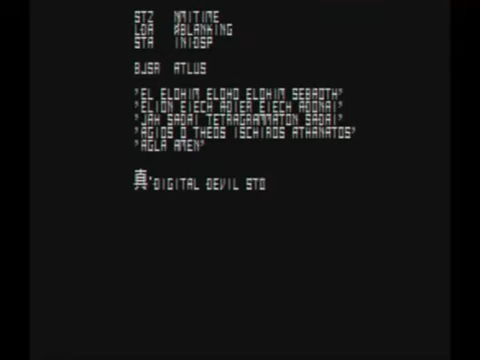 STZ NMITIME
LDA #BLANKING
STA INIDSP
BJSR ATLUS
'EL ELOHIM ELOHO ELOHIM SEBAOTH'
'ELION EIECH ADIER EIECH ADONAI'
'JAH SADAI TETRAGRAMMATON SADAI'
'AGIOS O THEOS ISCHIROS ATHANATOS'
'AGLA AMEN'
真・DIGITAL DEVIL STO